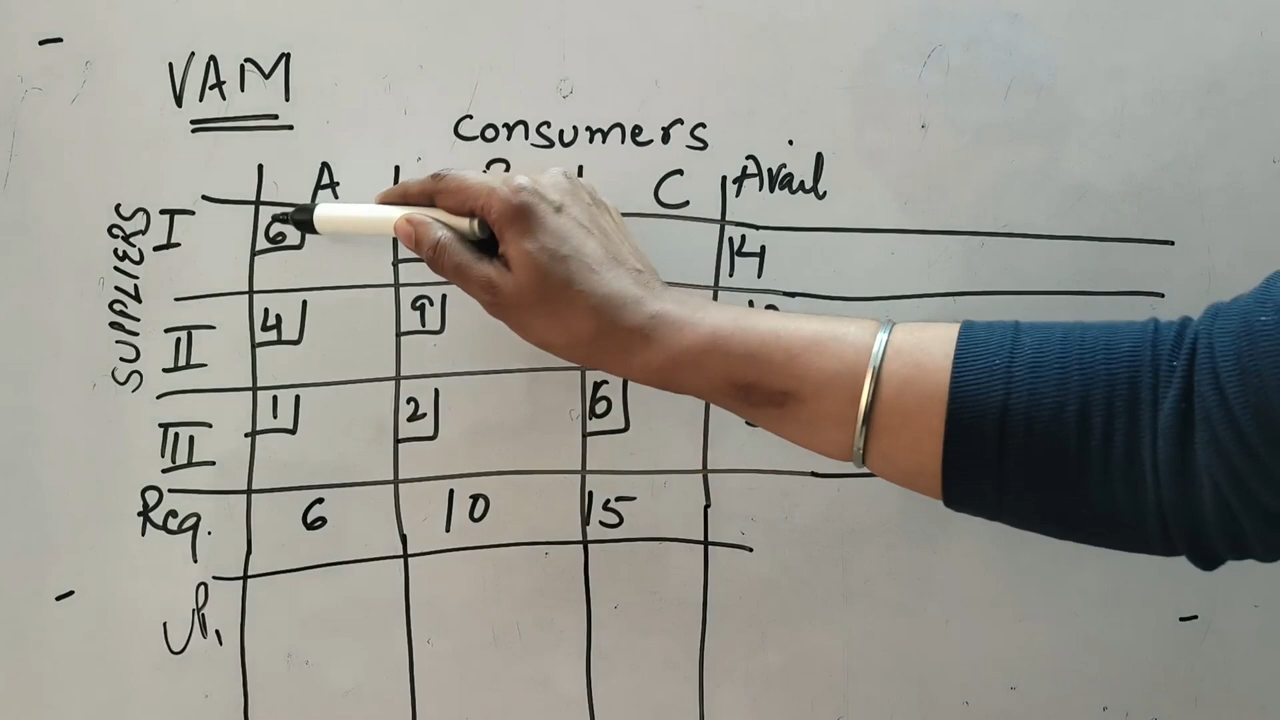 VAM
Consumers
A C Avail
SUPPLIERS
I 6 14
II 4 9
III 1 2 6
Req. 6 10 15